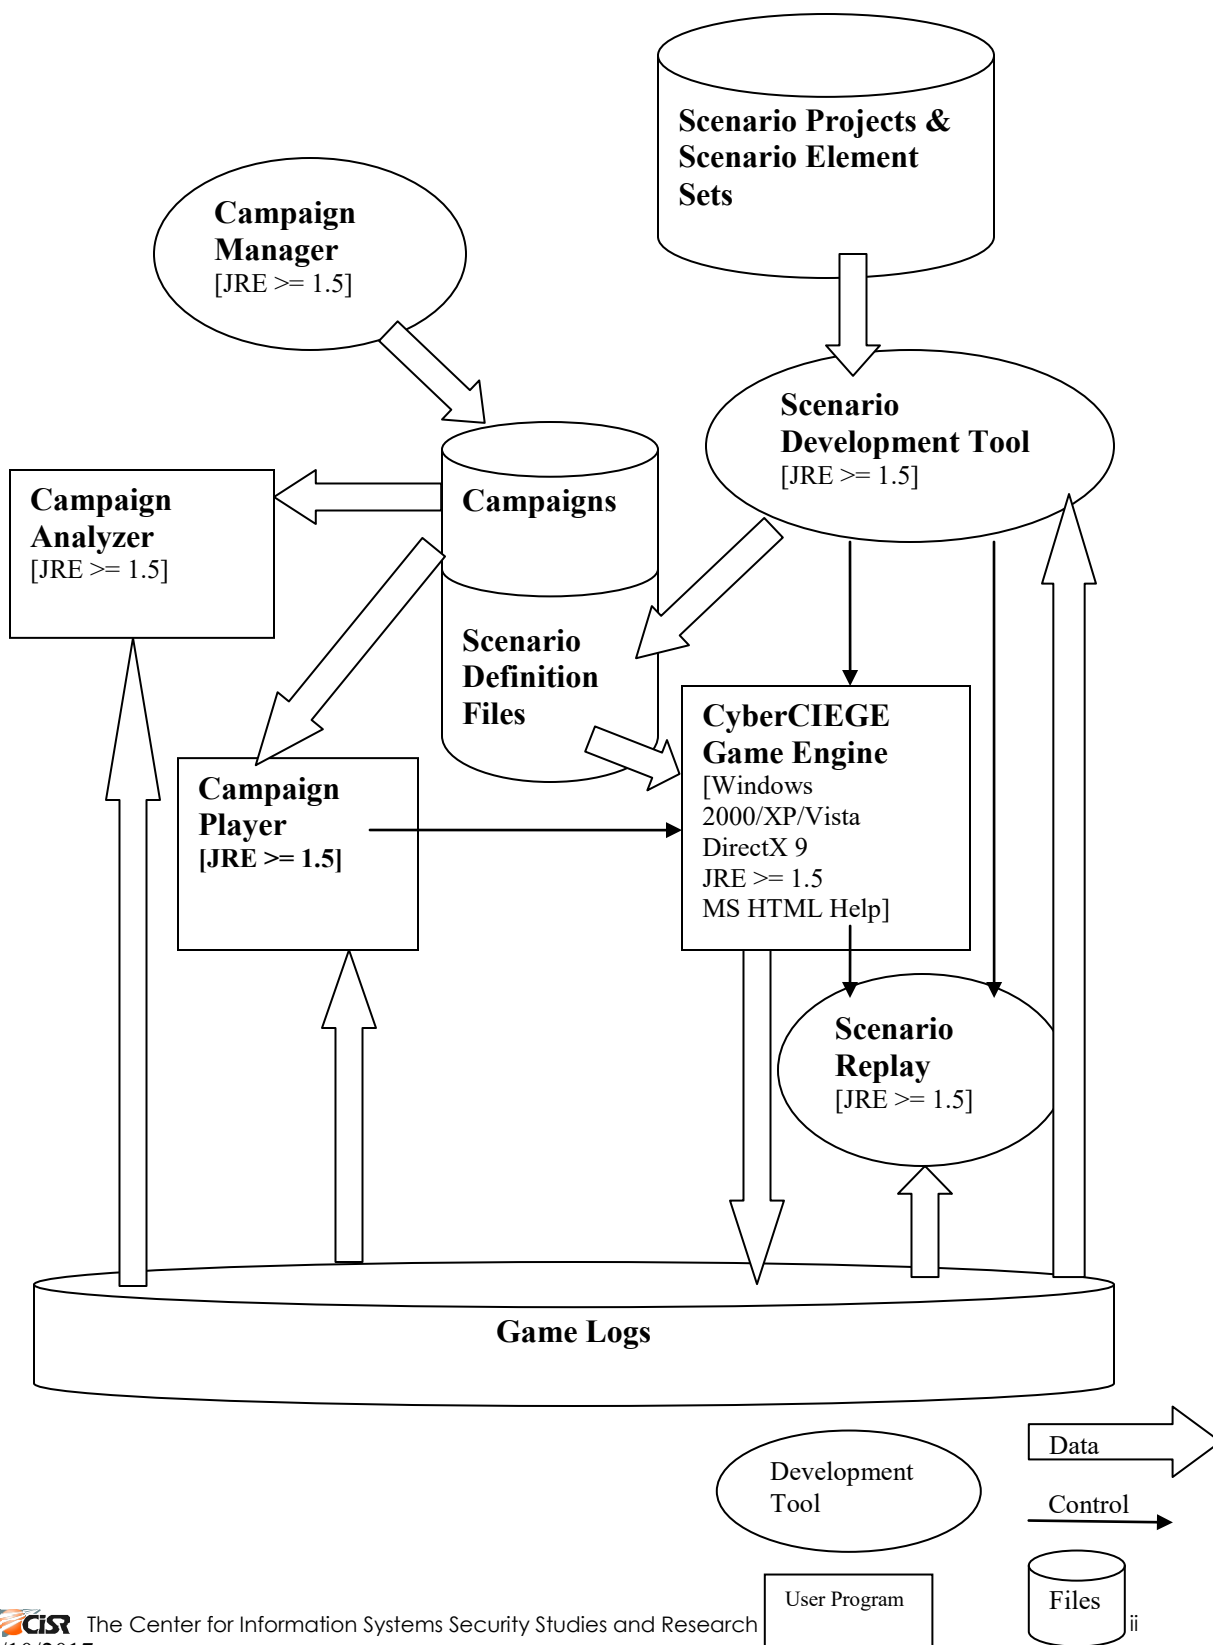 Scenario Projects &
Scenario Element
Sets
Campaign
Manager
[JRE >= 1.5]
Scenario
Development Tool
[JRE >= 1.5]
Campaign
Analyzer
[JRE >= 1.5]
Campaigns
Scenario
Definition
Files
CyberCIEGE
Game Engine
[Windows
2000/XP/Vista
DirectX 9
JRE >= 1.5
MS HTML Help]
Campaign
Player
[JRE >= 1.5]
Scenario
Replay
[JRE >= 1.5]
Game Logs
Development
Tool
Data
Control
User Program
Files
CISR The Center for Information Systems Security Studies and Research
ii